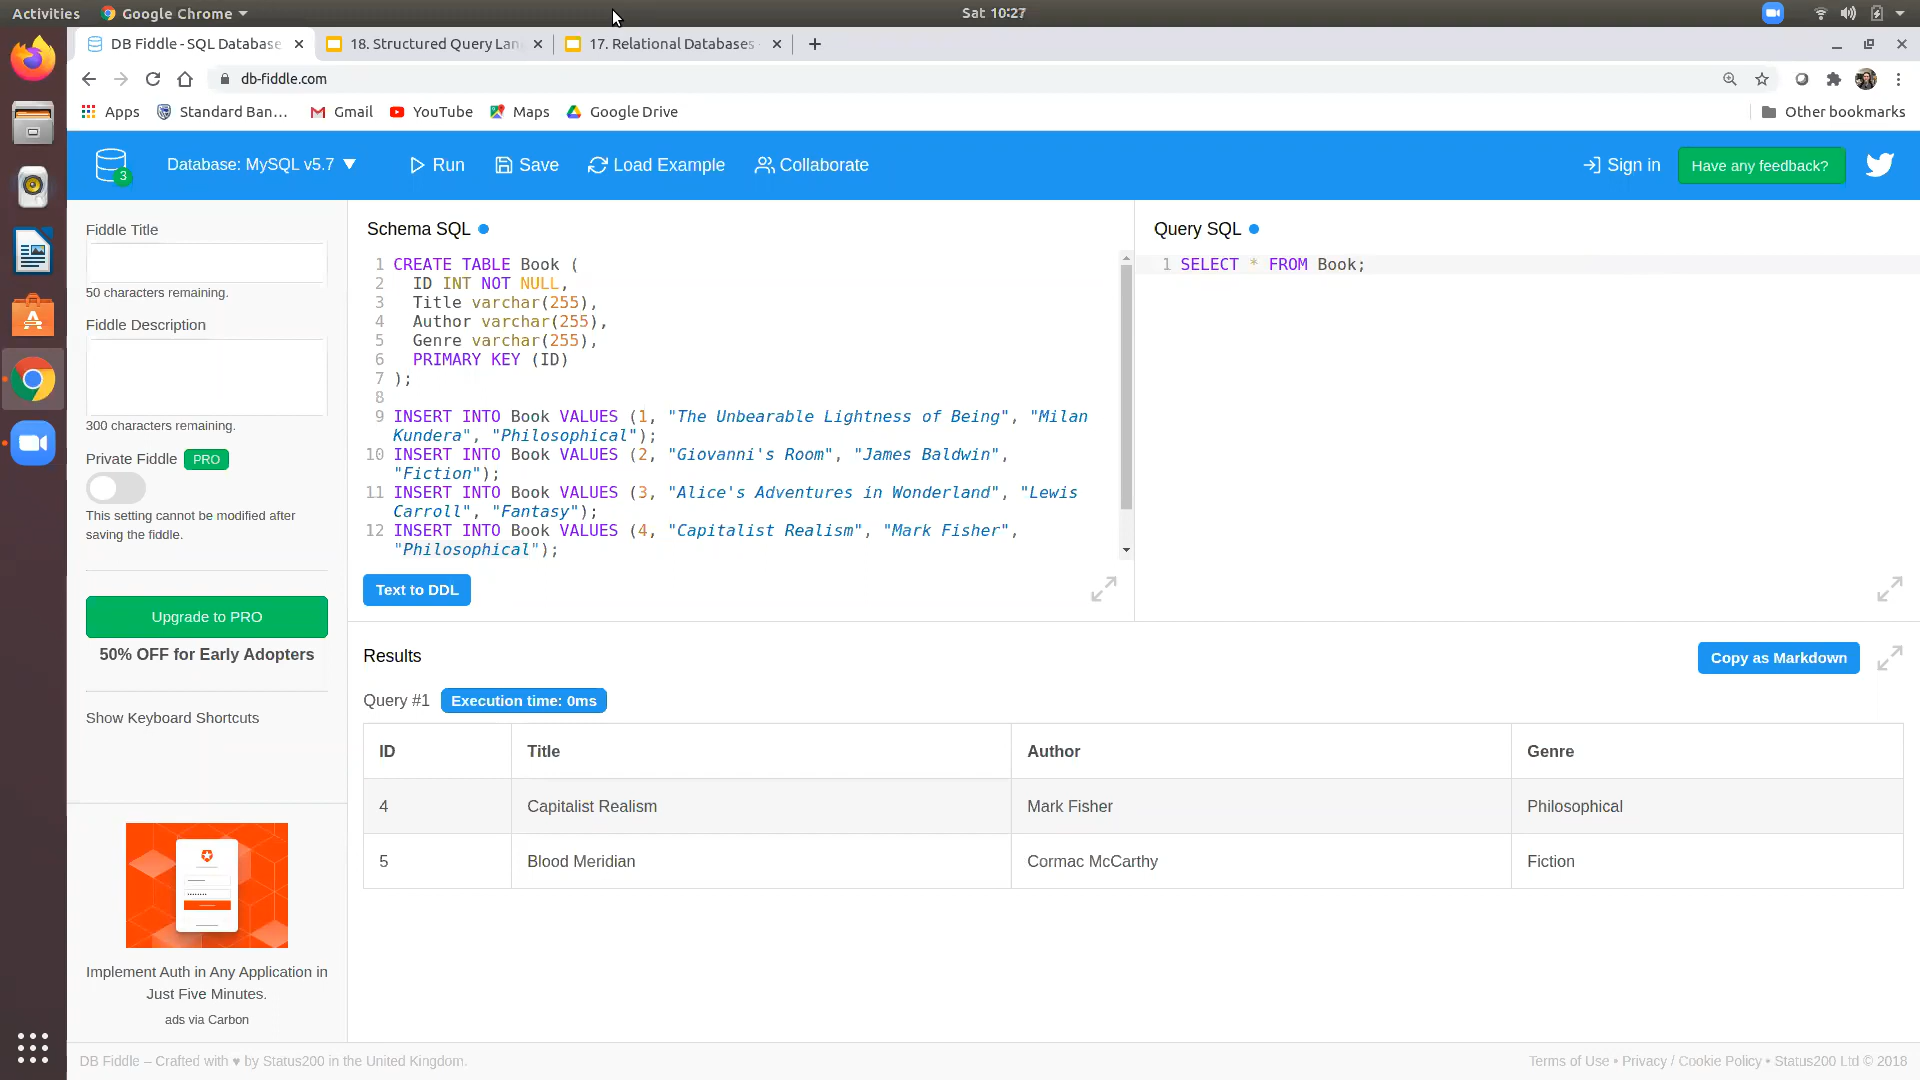 Activities
Google Chrome
Sat 10:27
DB Fiddle - SQL Database
18. Structured Query Lan
17. Relational Databases
db-fiddle.com
Apps
Standard Ban...
Gmail
YouTube
Maps
Google Drive
Other bookmarks
3
Database: MySQL v5.7
Run
Save
Load Example
Collaborate
Sign in
Have any feedback?
Fiddle Title
50 characters remaining.
Fiddle Description
300 characters remaining.
Private Fiddle PRO
This setting cannot be modified after
saving the fiddle.
Upgrade to PRO
50% OFF for Early Adopters
Show Keyboard Shortcuts
Implement Auth in Any Application in
Just Five Minutes.
ads via Carbon
Schema SQL
1 CREATE TABLE Book (
2 ID INT NOT NULL,
3 Title varchar(255),
4 Author varchar(255),
5 Genre varchar(255),
6 PRIMARY KEY (ID)
7 );
8
9 INSERT INTO Book VALUES (1, "The Unbearable Lightness of Being", "Milan
Kundera", "Philosophical");
10 INSERT INTO Book VALUES (2, "Giovanni's Room", "James Baldwin",
"Fiction");
11 INSERT INTO Book VALUES (3, "Alice's Adventures in Wonderland", "Lewis
Carroll", "Fantasy");
12 INSERT INTO Book VALUES (4, "Capitalist Realism", "Mark Fisher",
"Philosophical");
Text to DDL
Query SQL
1 SELECT * FROM Book;
Results
Copy as Markdown
Query #1 Execution time: 0ms
ID Title Author Genre
4 Capitalist Realism Mark Fisher Philosophical
5 Blood Meridian Cormac McCarthy Fiction
DB Fiddle – Crafted with ♥ by Status200 in the United Kingdom.
Terms of Use • Privacy / Cookie Policy • Status200 Ltd © 2018